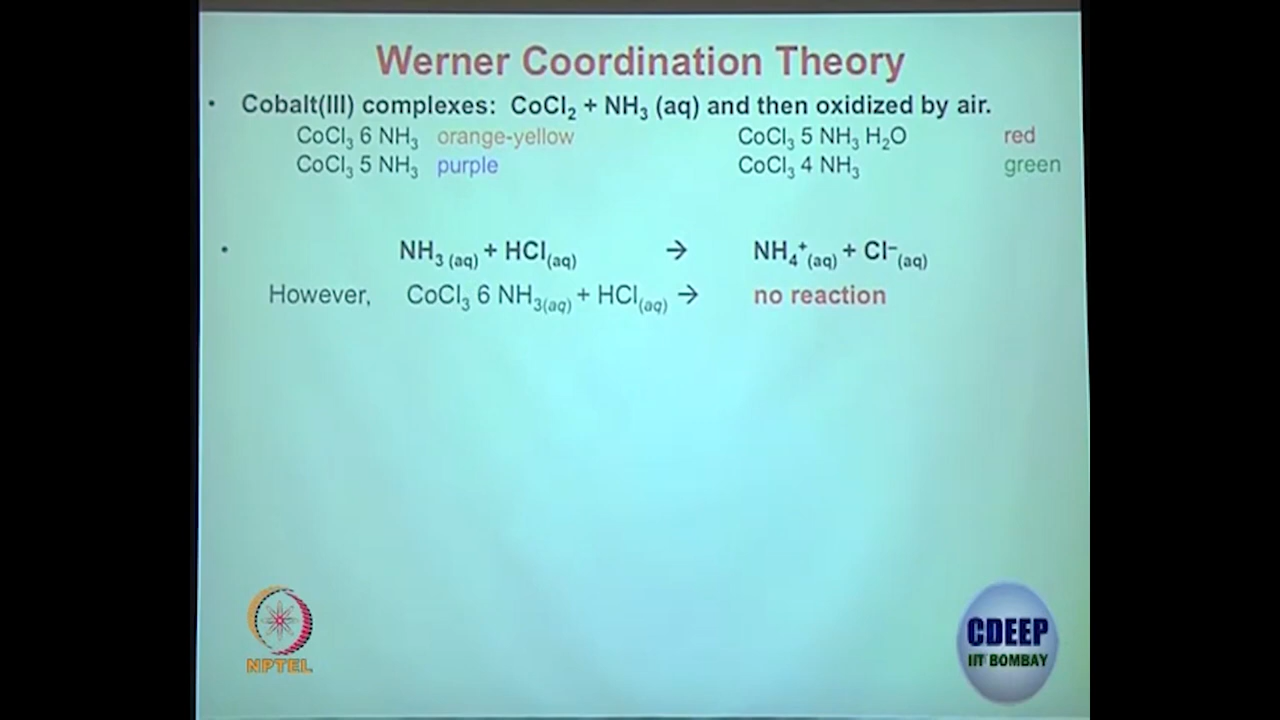 Werner Coordination Theory
• Cobalt(III) complexes: CoCl₂ + NH₃ (aq) and then oxidized by air.
CoCl₃ 6 NH₃ orange-yellow CoCl₃ 5 NH₃ H₂O red
CoCl₃ 5 NH₃ purple CoCl₃ 4 NH₃ green
• NH₃ (aq) + HCl(aq) → NH₄⁺(aq) + Cl⁻(aq)
However, CoCl₃ 6 NH₃(aq) + HCl(aq) → no reaction
NPTEL
CDEEP
IIT BOMBAY